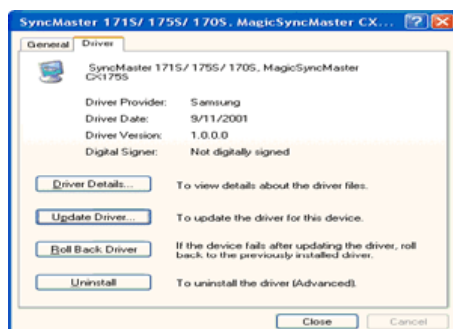 SyncMaster 171S/ 175S/ 170S, MagicSyncMaster CX...
General Driver
SyncMaster 171S/ 175S/ 170S, MagicSyncMaster
CX175S
Driver Provider: Samsung
Driver Date: 9/11/2001
Driver Version: 1.0.0.0
Digital Signer: Not digitally signed
Driver Details... To view details about the driver files.
Update Driver... To update the driver for this device.
Roll Back Driver If the device fails after updating the driver, roll
back to the previously installed driver.
Uninstall To uninstall the driver (Advanced).
Close Cancel